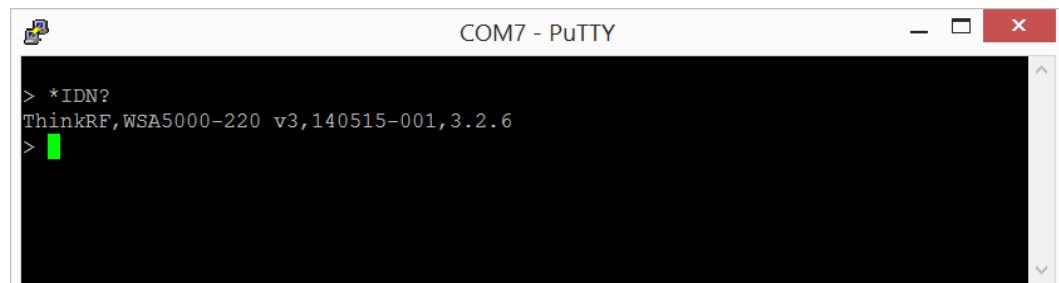 COM7 - PuTTY
> *IDN?
ThinkRF,WSA5000-220 v3,140515-001,3.2.6
>